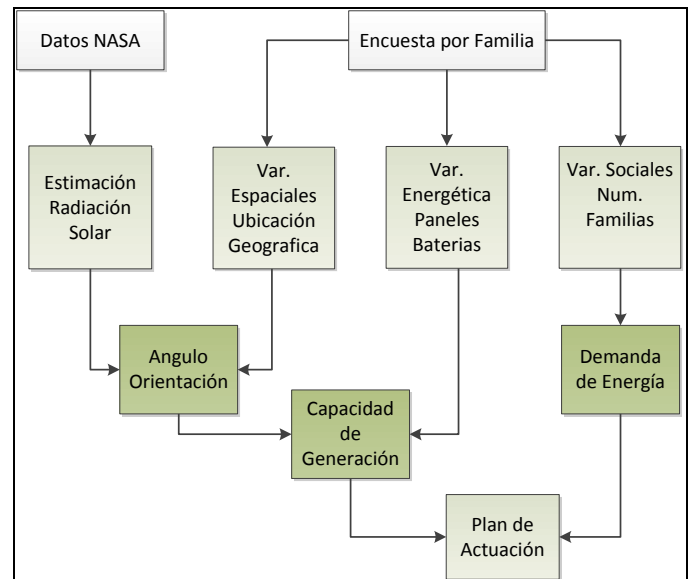 Datos NASA
Encuesta por Familia
Estimación
Radiación
Solar
Var.
Espaciales
Ubicación
Geografica
Var.
Energética
Paneles
Baterias
Var. Sociales
Num.
Familias
Angulo
Orientación
Capacidad
de
Generación
Demanda
de Energía
Plan de
Actuación